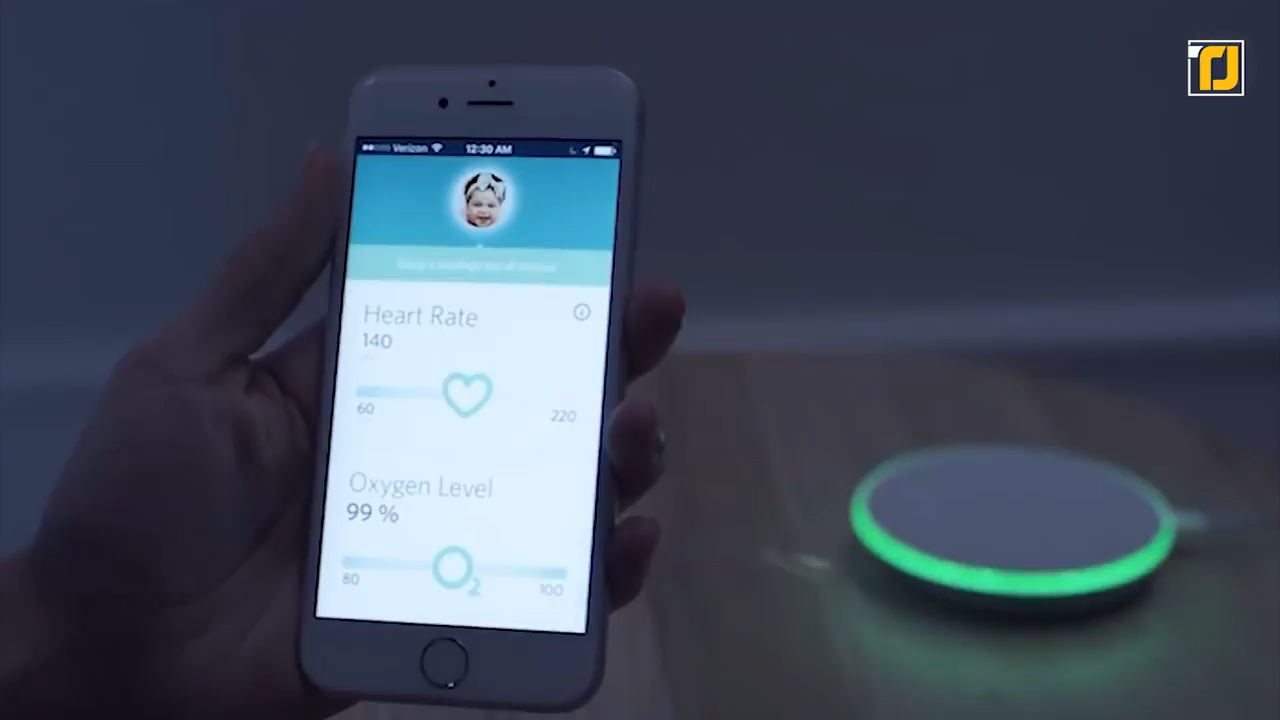 Verizon 12:30 AM
Heart Rate
140
60 220
Oxygen Level
99 %
O2
80 100